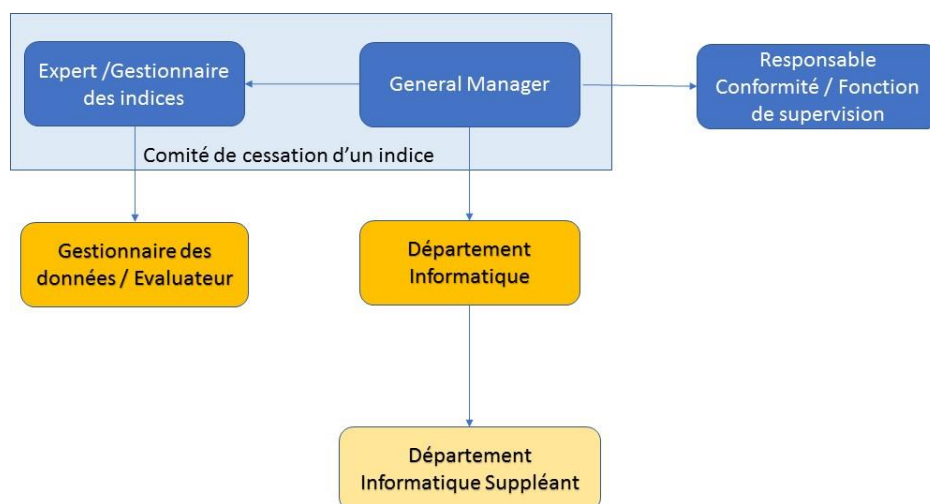 Expert /Gestionnaire
des indices
General Manager
Responsable
Conformité / Fonction
de supervision
Comité de cessation d'un indice
Gestionnaire des
données / Evaluateur
Département
Informatique
Département
Informatique Suppléant